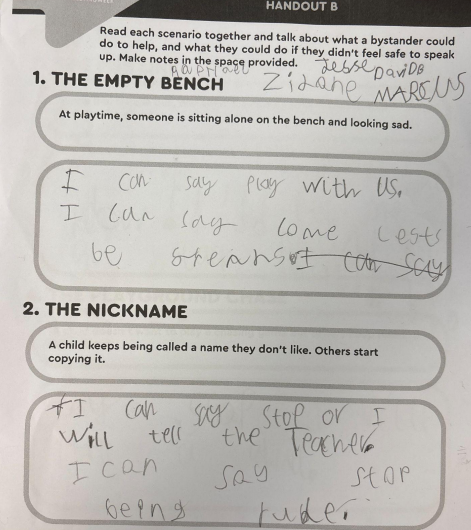 HANDOUT B
Read each scenario together and talk about what a bystander could
do to help, and what they could do if they didn't feel safe to speak
up. Make notes in the space provided.
Raphael Jesse DaviDB
1. THE EMPTY BENCH Zidane MARCUS
At playtime, someone is sitting alone on the bench and looking sad.
I can say play with us.
I can say come lests
be sreans I can say
2. THE NICKNAME
A child keeps being called a name they don't like. Others start
copying it.
I can say stop or I
will tell the Teacher.
I can say stop
being rude.